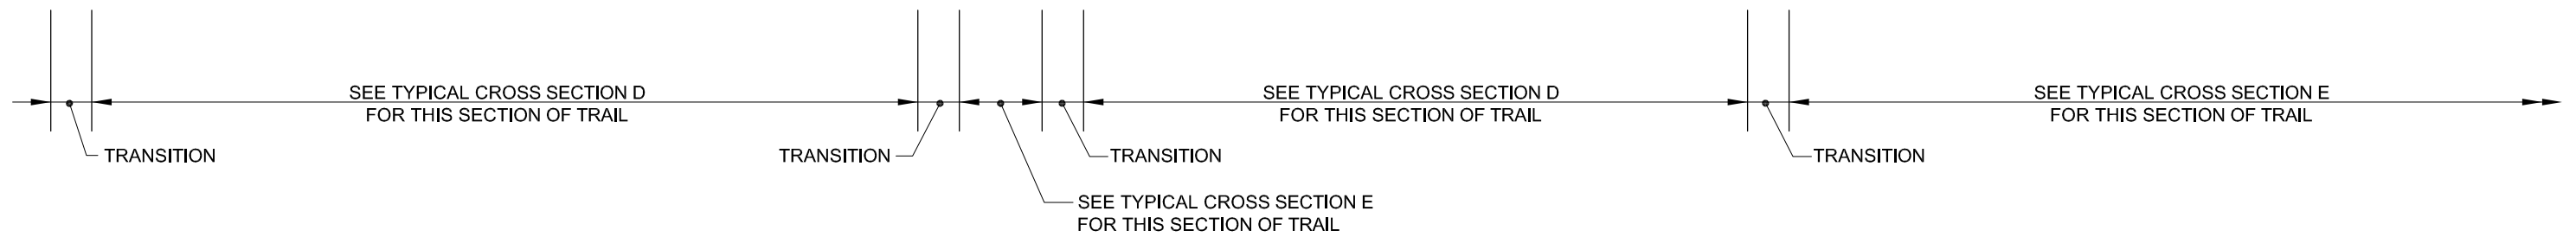 SEE TYPICAL CROSS SECTION D
FOR THIS SECTION OF TRAIL
SEE TYPICAL CROSS SECTION D
FOR THIS SECTION OF TRAIL
SEE TYPICAL CROSS SECTION E
FOR THIS SECTION OF TRAIL
TRANSITION
TRANSITION
TRANSITION
TRANSITION
SEE TYPICAL CROSS SECTION E
FOR THIS SECTION OF TRAIL